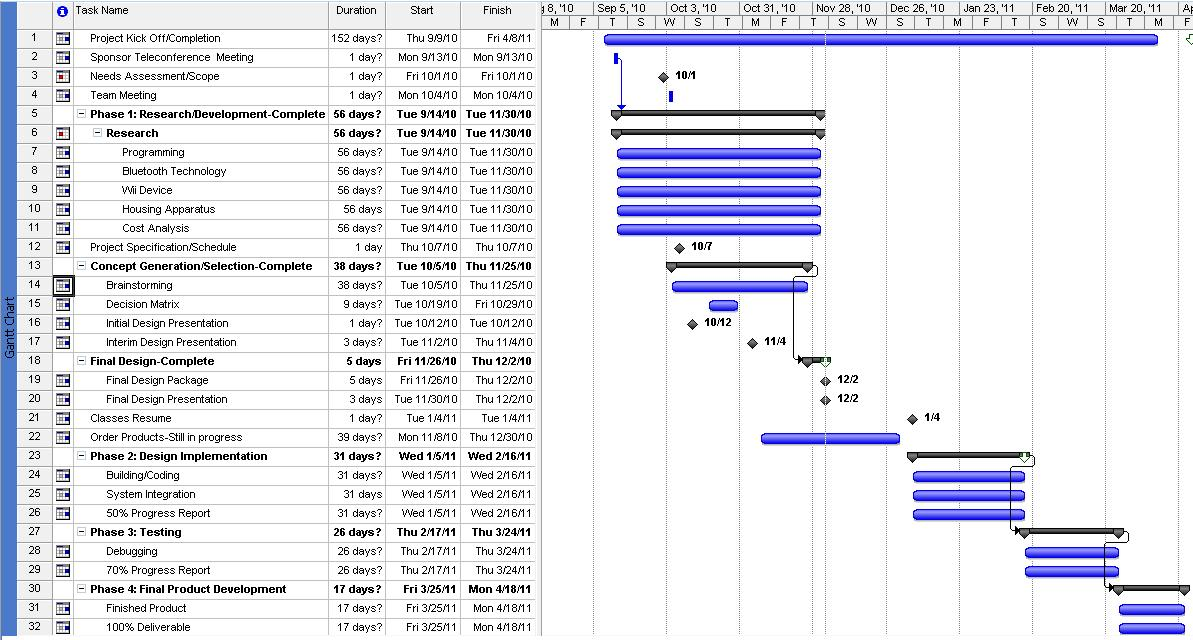 Task Name Duration Start Finish 8, '10 Sep 5, '10 Oct 3, '10 Oct 31, '10 Nov 28, '10 Dec 26, '10 Jan 23, '11 Feb 20, '11 Mar 20, '11
M F T S W S T M F T S W S T M F T S W S T M F
1 Project Kick Off/Completion 152 days? Thu 9/9/10 Fri 4/8/11
2 Sponsor Teleconference Meeting 1 day? Mon 9/13/10 Mon 9/13/10
3 Needs Assessment/Scope 1 day? Fri 10/1/10 Fri 10/1/10 10/1
4 Team Meeting 1 day? Mon 10/4/10 Mon 10/4/10
5 Phase 1: Research/Development-Complete 56 days? Tue 9/14/10 Tue 11/30/10
6 Research 56 days? Tue 9/14/10 Tue 11/30/10
7 Programming 56 days? Tue 9/14/10 Tue 11/30/10
8 Bluetooth Technology 56 days? Tue 9/14/10 Tue 11/30/10
9 Wii Device 56 days? Tue 9/14/10 Tue 11/30/10
10 Housing Apparatus 56 days Tue 9/14/10 Tue 11/30/10
11 Cost Analysis 56 days? Tue 9/14/10 Tue 11/30/10
12 Project Specification/Schedule 1 day Thu 10/7/10 Thu 10/7/10 10/7
13 Concept Generation/Selection-Complete 38 days? Tue 10/5/10 Thu 11/25/10
14 Brainstorming 38 days? Tue 10/5/10 Thu 11/25/10
15 Decision Matrix 9 days? Tue 10/19/10 Fri 10/29/10
16 Initial Design Presentation 1 day? Tue 10/12/10 Tue 10/12/10 10/12
17 Interim Design Presentation 3 days? Tue 11/2/10 Thu 11/4/10 11/4
18 Final Design-Complete 5 days Fri 11/26/10 Thu 12/2/10
19 Final Design Package 5 days Fri 11/26/10 Thu 12/2/10 12/2
20 Final Design Presentation 3 days Tue 11/30/10 Thu 12/2/10 12/2
21 Classes Resume 1 day? Tue 1/4/11 Tue 1/4/11 1/4
22 Order Products-Still in progress 39 days? Mon 11/8/10 Thu 12/30/10
23 Phase 2: Design Implementation 31 days? Wed 1/5/11 Wed 2/16/11
24 Building/Coding 31 days? Wed 1/5/11 Wed 2/16/11
25 System Integration 31 days Wed 1/5/11 Wed 2/16/11
26 50% Progress Report 31 days? Wed 1/5/11 Wed 2/16/11
27 Phase 3: Testing 26 days? Thu 2/17/11 Thu 3/24/11
28 Debugging 26 days? Thu 2/17/11 Thu 3/24/11
29 70% Progress Report 26 days? Thu 2/17/11 Thu 3/24/11
30 Phase 4: Final Product Development 17 days? Fri 3/25/11 Mon 4/18/11
31 Finished Product 17 days? Fri 3/25/11 Mon 4/18/11
32 100% Deliverable 17 days? Fri 3/25/11 Mon 4/18/11
Gantt Chart